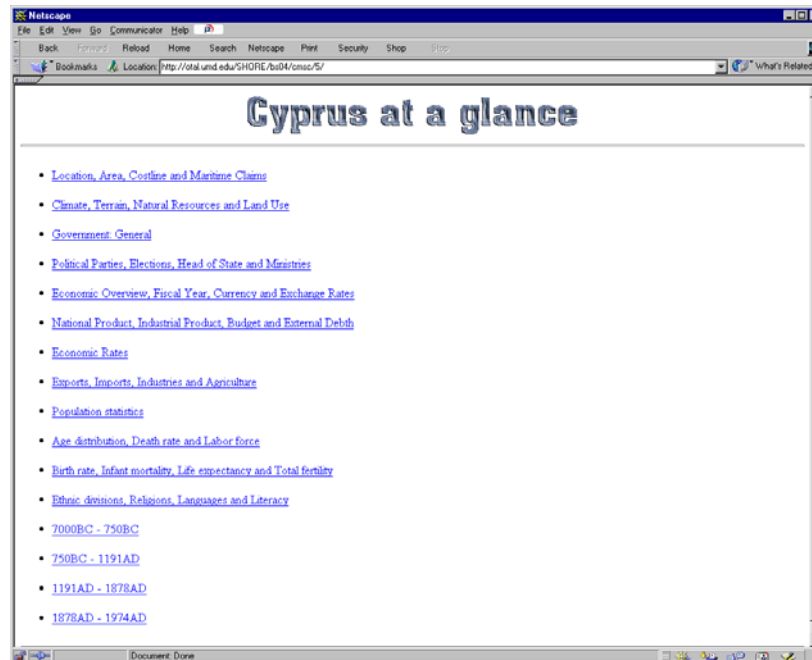 Netscape
File Edit View Go Communicator Help
Back Forward Reload Home Search Netscape Print Security Shop Stop
Bookmarks Location: http://otal.umd.edu/SHORE/bs04/cmsc/5/ What's Related
Cyprus at a glance
• Location, Area, Costline and Maritime Claims
• Climate, Terrain, Natural Resources and Land Use
• Government: General
• Political Parties, Elections, Head of State and Ministries
• Economic Overview, Fiscal Year, Currency and Exchange Rates
• National Product, Industrial Product, Budget and External Debth
• Economic Rates
• Exports, Imports, Industries and Agriculture
• Population statistics
• Age distribution, Death rate and Labor force
• Birth rate, Infant mortality, Life expectancy and Total fertility
• Ethnic divisions, Religions, Languages and Literacy
• 7000BC - 750BC
• 750BC - 1191AD
• 1191AD - 1878AD
• 1878AD - 1974AD
Document: Done